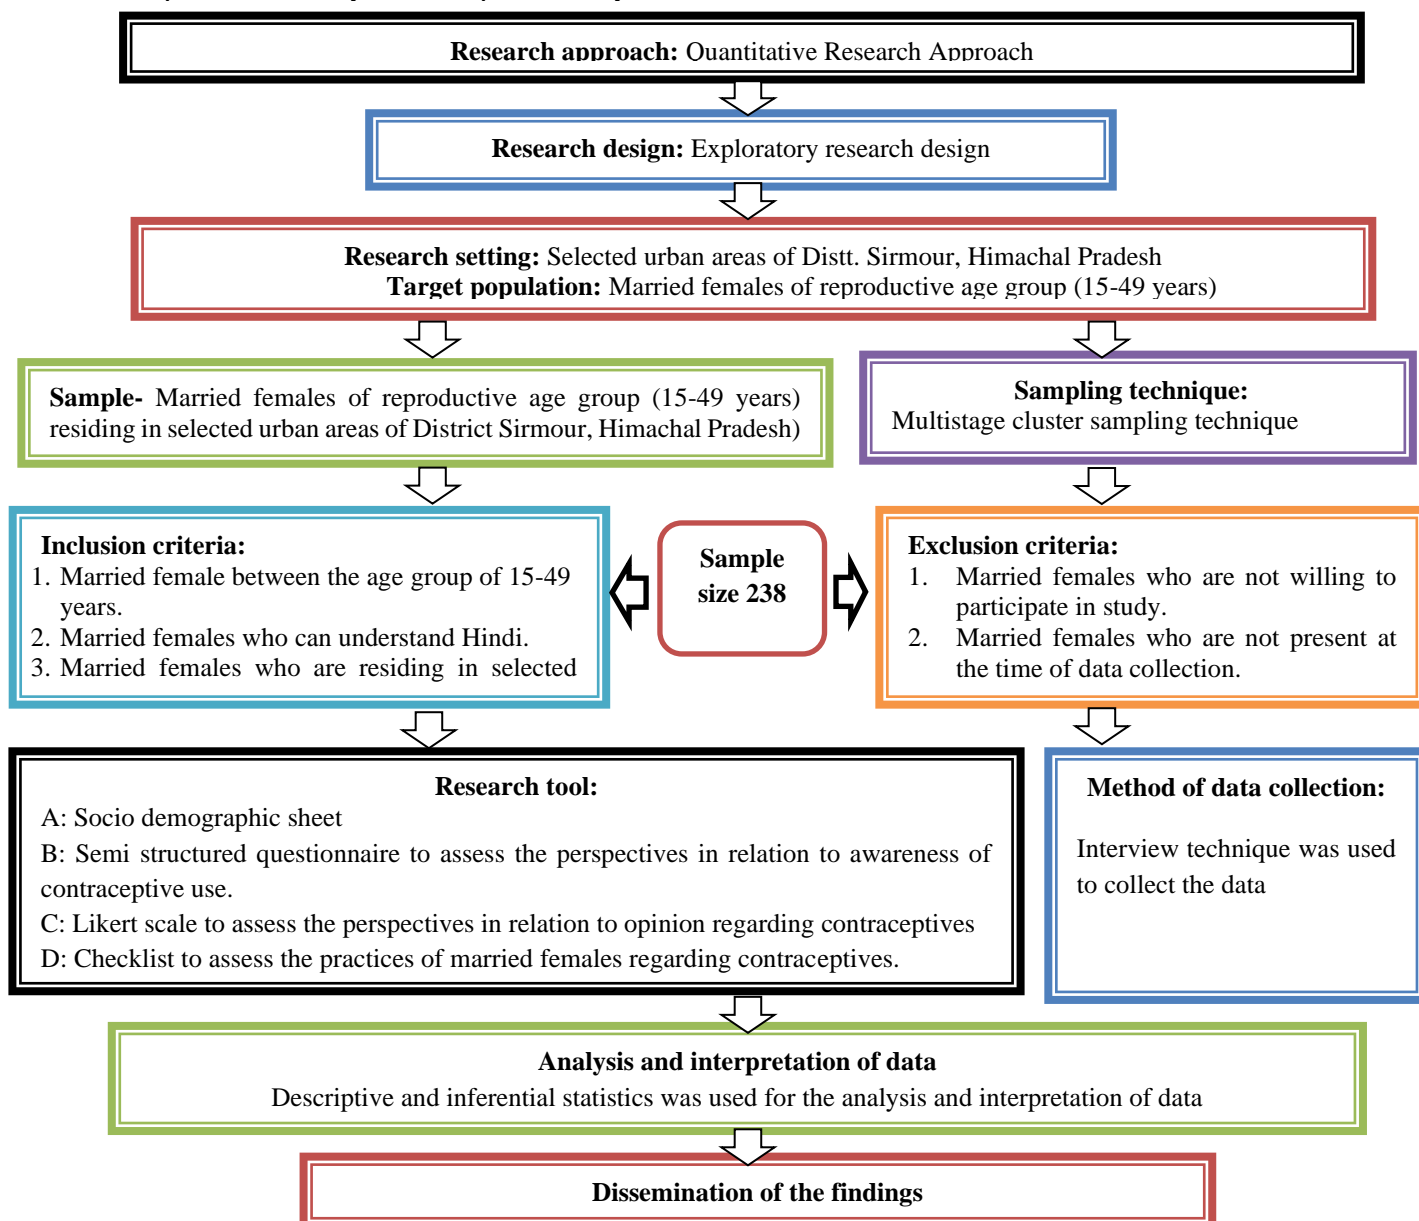 Research approach: Quantitative Research Approach
Research design: Exploratory research design
Research setting: Selected urban areas of Distt. Sirmour, Himachal Pradesh
Target population: Married females of reproductive age group (15-49 years)
Sample- Married females of reproductive age group (15-49 years)
residing in selected urban areas of District Sirmour, Himachal Pradesh)
Sampling technique:
Multistage cluster sampling technique
Inclusion criteria:
1. Married female between the age group of 15-49
years.
2. Married females who can understand Hindi.
3. Married females who are residing in selected
Sample
size 238
Exclusion criteria:
1. Married females who are not willing to
participate in study.
2. Married females who are not present at
the time of data collection.
Research tool:
A: Socio demographic sheet
B: Semi structured questionnaire to assess the perspectives in relation to awareness of
contraceptive use.
C: Likert scale to assess the perspectives in relation to opinion regarding contraceptives
D: Checklist to assess the practices of married females regarding contraceptives.
Method of data collection:
Interview technique was used
to collect the data
Analysis and interpretation of data
Descriptive and inferential statistics was used for the analysis and interpretation of data
Dissemination of the findings